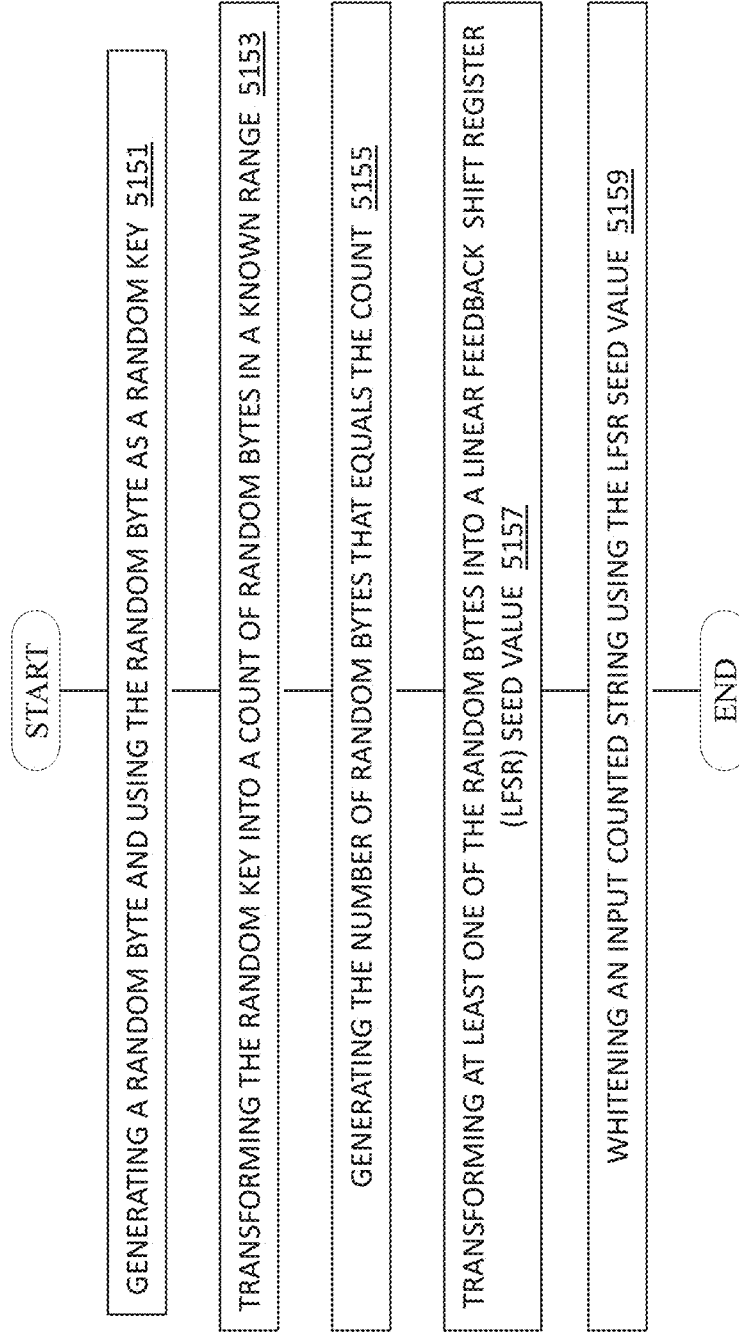 START
GENERATING A RANDOM BYTE AND USING THE RANDOM BYTE AS A RANDOM KEY 5151
TRANSFORMING THE RANDOM KEY INTO A COUNT OF RANDOM BYTES IN A KNOWN RANGE 5153
GENERATING THE NUMBER OF RANDOM BYTES THAT EQUALS THE COUNT 5155
TRANSFORMING AT LEAST ONE OF THE RANDOM BYTES INTO A LINEAR FEEDBACK SHIFT REGISTER
(LFSR) SEED VALUE 5157
WHITENING AN INPUT COUNTED STRING USING THE LFSR SEED VALUE 5159
END